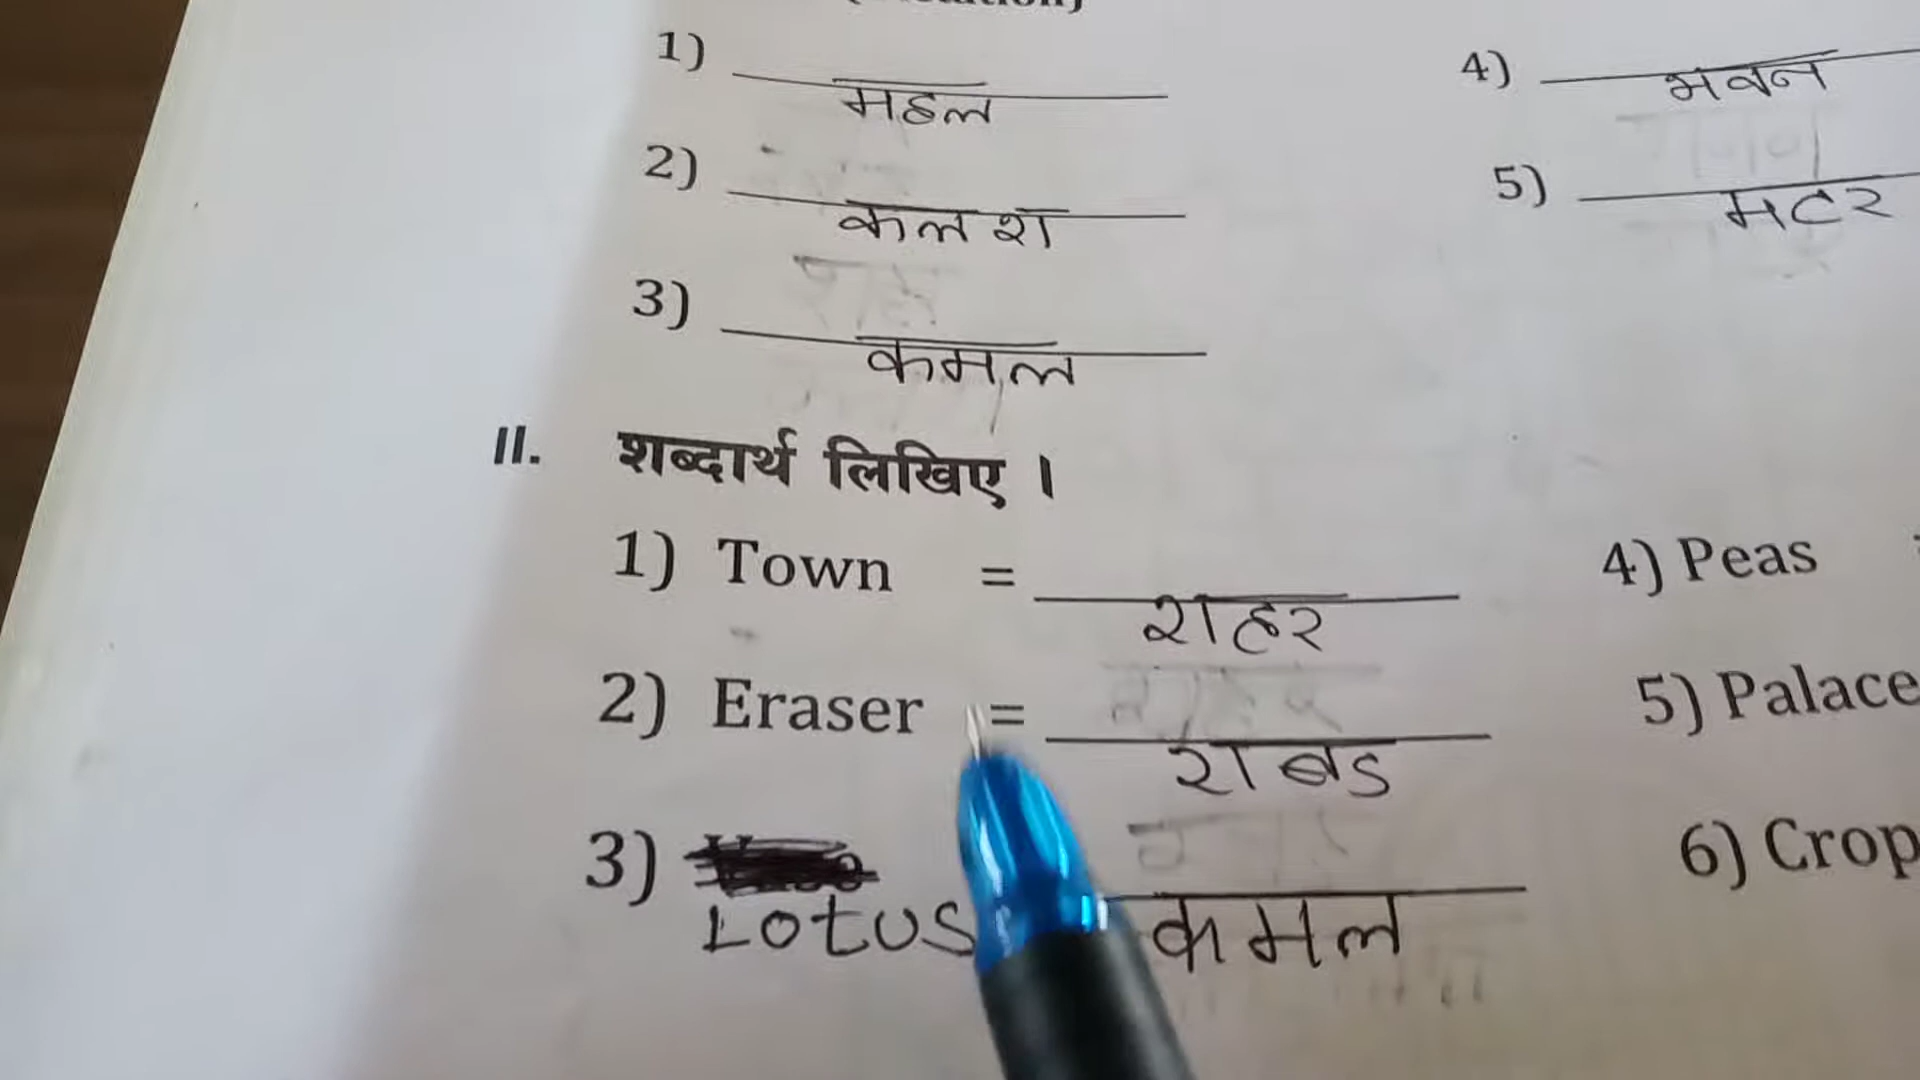 1) महल
2) कलश
3) कमल
4) भवन
5) मटर
II. शब्दार्थ लिखिए ।
1) Town = शहर
2) Eraser = शबड
3) Lotus कमल
4) Peas
5) Palace
6) Crop